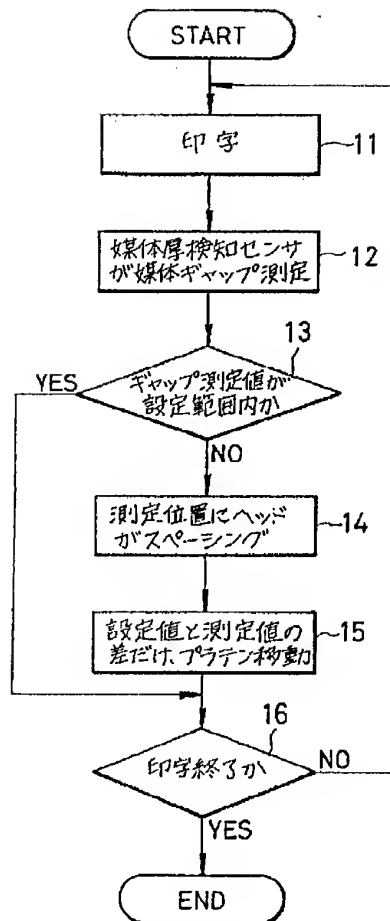 START
印字
11
媒体厚検知センサ
が媒体ギャップ測定
12
13
YES
ギャップ測定値が
設定範囲内か
NO
測定位置にヘッド
がスペーシング
14
設定値と測定値の
差だけ、プラテン移動
15
16
印字終了か
NO
YES
END